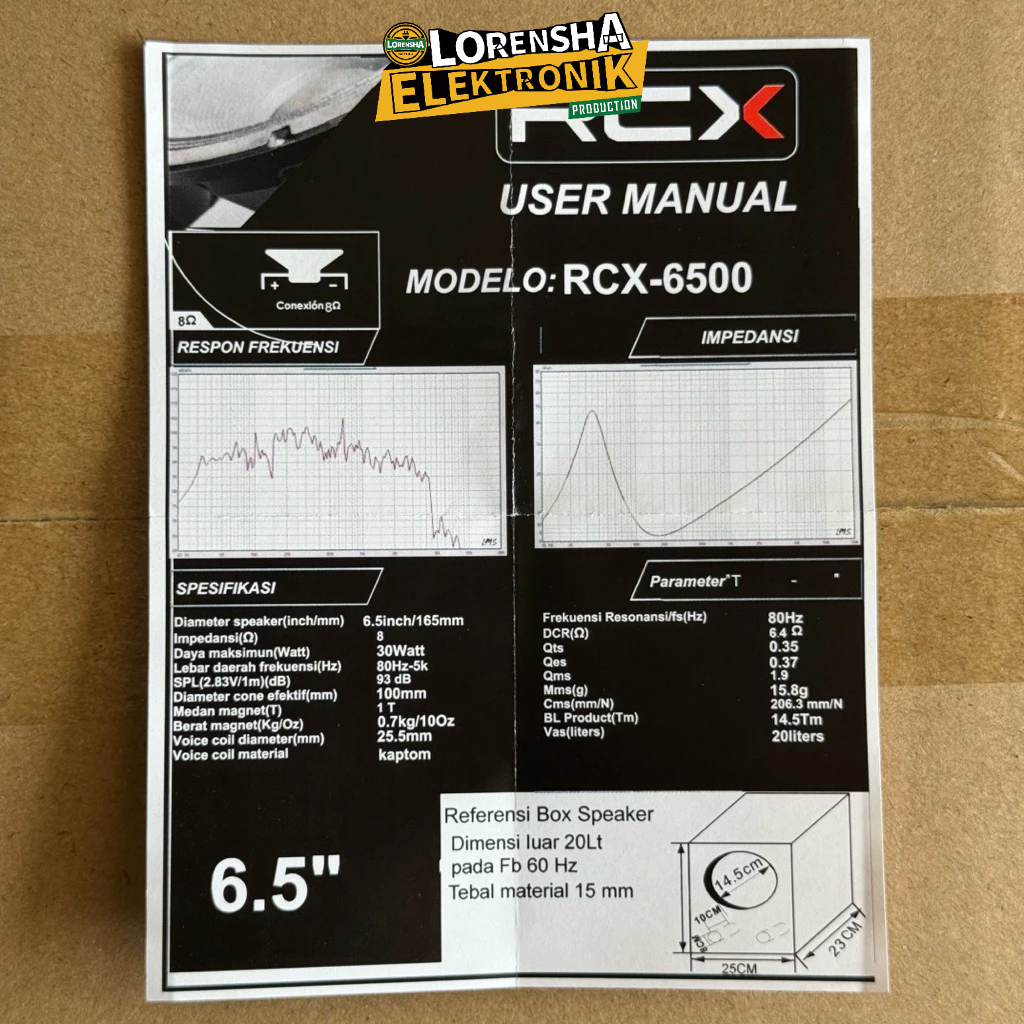 LORENSHA
LORENSHA
ELEKTRONIK
PRODUCTION
RCX
USER MANUAL
MODELO: RCX-6500
+ -
Conexión 8Ω
8Ω
RESPON FREKUENSI
IMPEDANSI
LMS
LMS
SPESIFIKASI
Diameter speaker(inch/mm) 6.5inch/165mm
Impedansi(Ω) 8
Daya maksimun(Watt) 30Watt
Lebar daerah frekuensi(Hz) 80Hz-5k
SPL(2.83V/1m)(dB) 93 dB
Diameter cone efektif(mm) 100mm
Medan magnet(T) 1 T
Berat magnet(Kg/Oz) 0.7kg/10Oz
Voice coil diameter(mm) 25.5mm
Voice coil material kaptom
Parameter"T - "
Frekuensi Resonansi/fs(Hz) 80Hz
DCR(Ω) 6.4 Ω
Qts 0.35
Qes 0.37
Qms 1.9
Mms(g) 15.8g
Cms(mm/N) 206.3 mm/N
BL Product(Tm) 14.5Tm
Vas(liters) 20liters
6.5"
Referensi Box Speaker
Dimensi luar 20Lt
pada Fb 60 Hz
Tebal material 15 mm
14.5cm
10CM
8CM
25CM
23CM